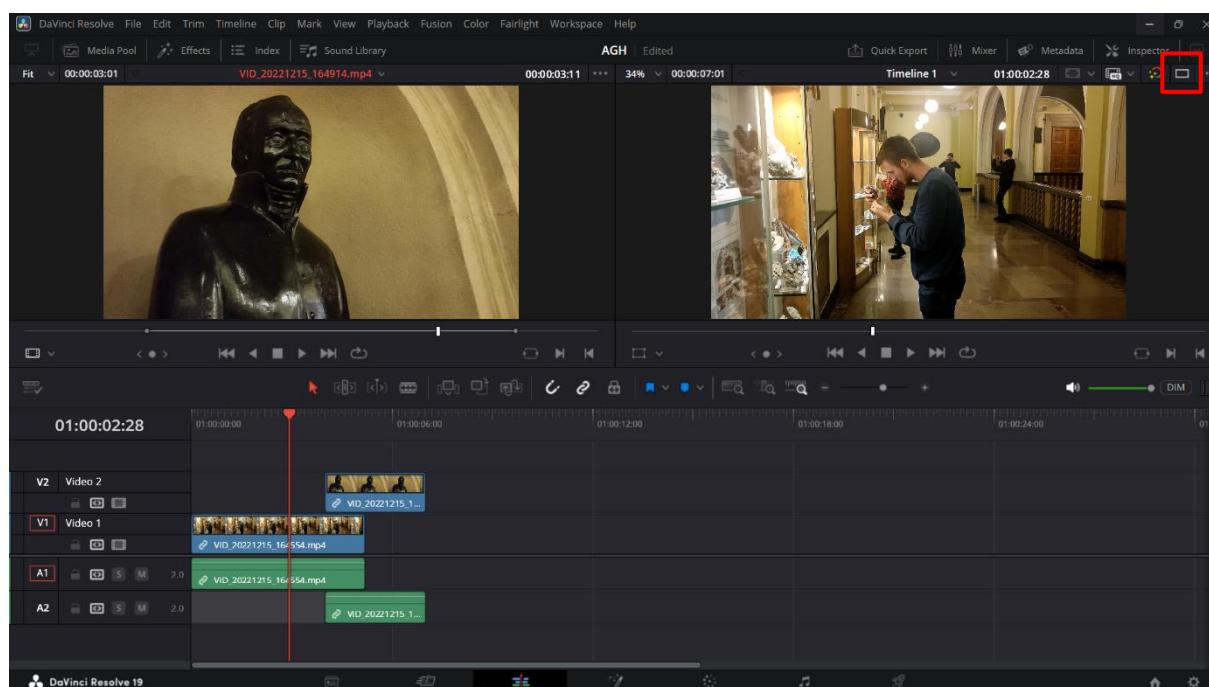 DaVinci Resolve File Edit Trim Timeline Clip Mark View Playback Fusion Color Fairlight Workspace Help
Media Pool Effects Index Sound Library AGH Edited Quick Export Mixer Metadata Inspector
Fit 00:00:03:01 VID_20221215_164914.mp4 00:00:03:11 34% 00:00:07:01 Timeline 1 01:00:02:28
DIM
01:00:02:28 01:00:00:00 01:00:06:00 01:00:12:00 01:00:18:00 01:00:24:00
V2 Video 2
VID_20221215_1...
V1 Video 1
VID_20221215_164554.mp4
A1 S M 2.0 VID_20221215_164554.mp4
A2 S M 2.0 VID_20221215_1...
DaVinci Resolve 19